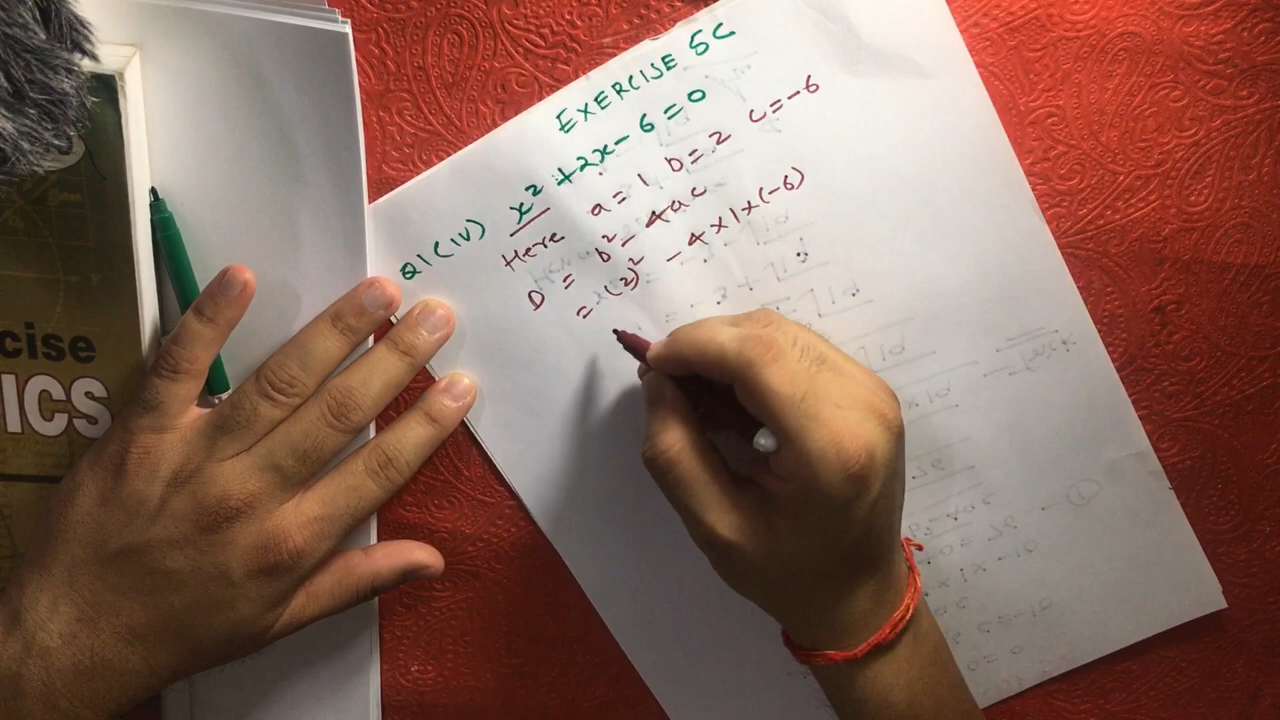 EXERCISE 5C
Q1(IV) x² + 2x - 6 = 0
Here a = 1 b = 2 c = -6
D = b² - 4ac
= (2)² - 4 x 1 x (-6)
cise
ICS